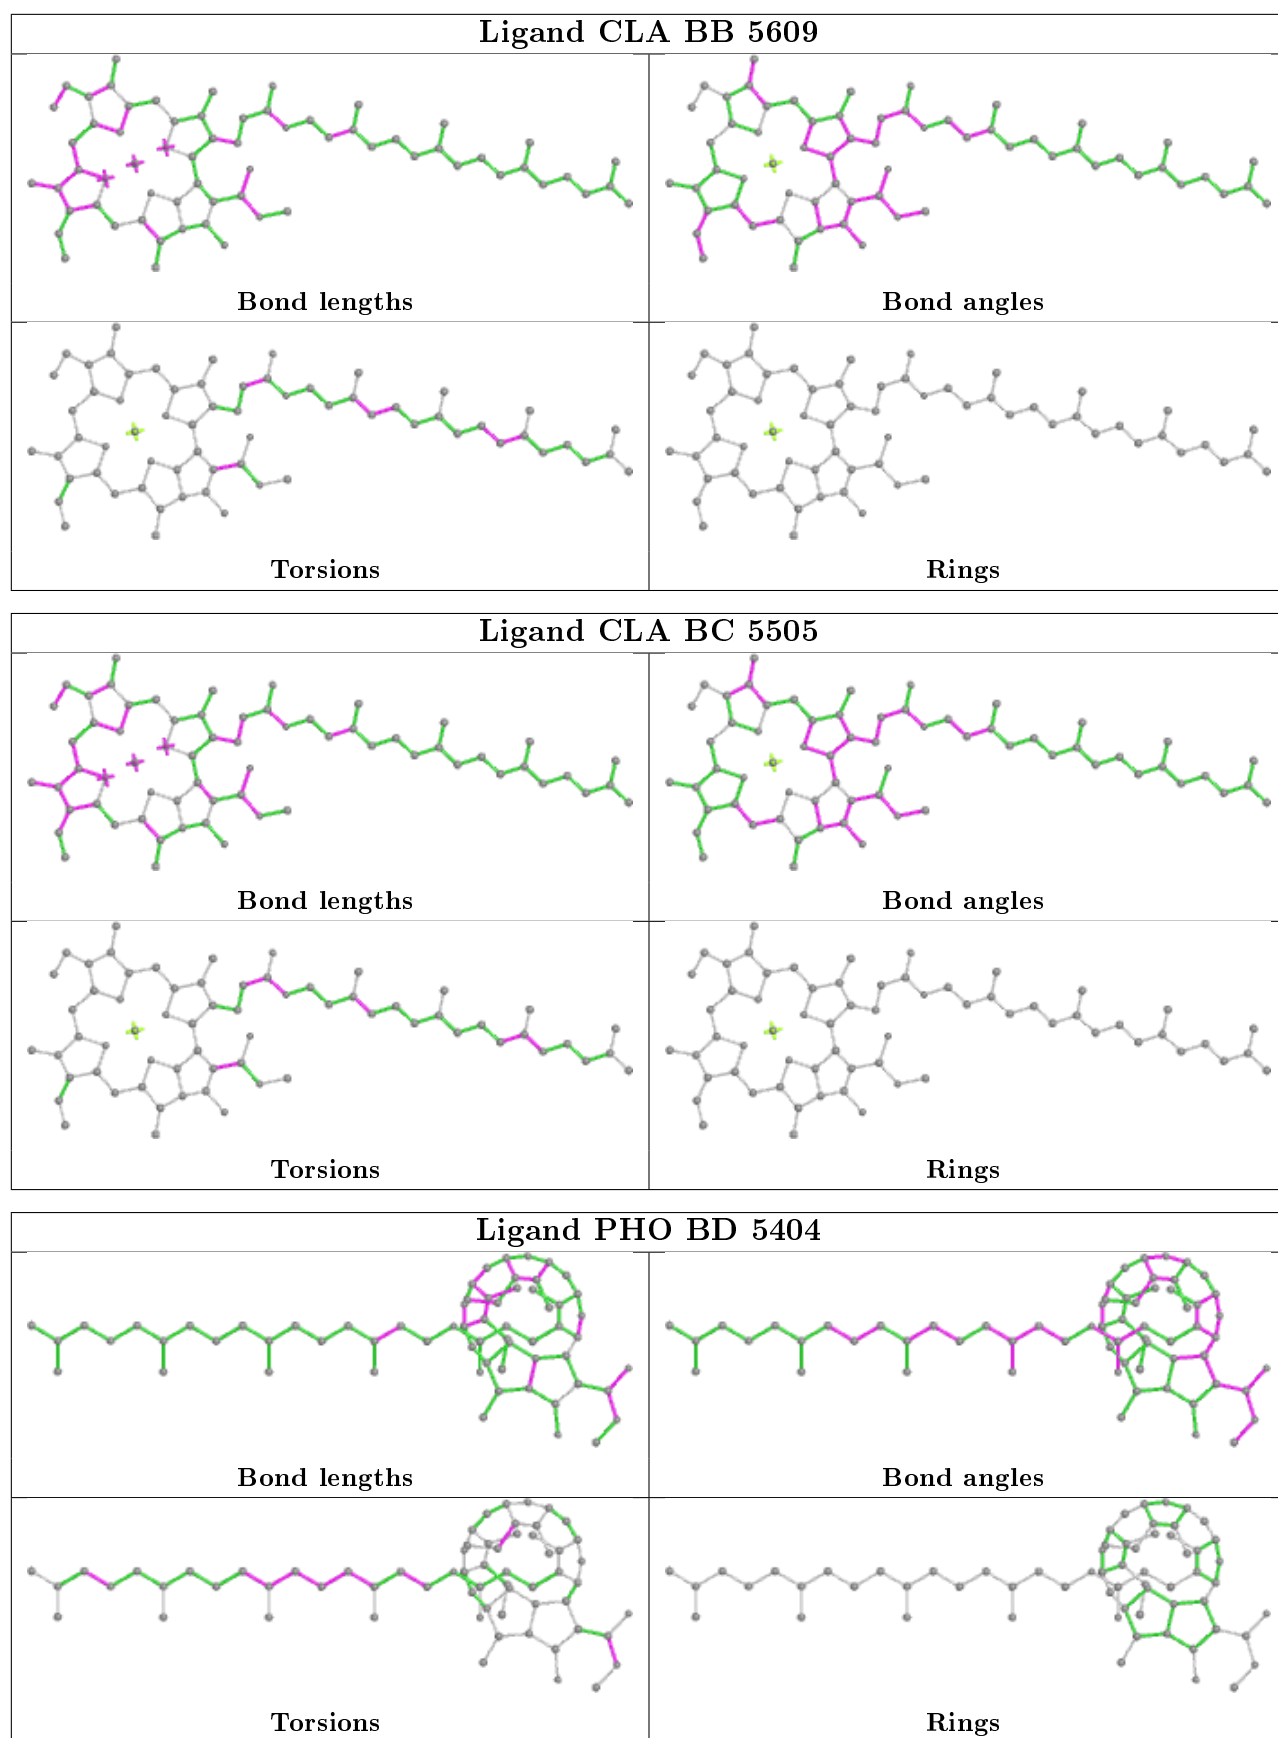 Ligand CLA BB 5609
Bond lengths
Bond angles
Torsions
Rings
Ligand CLA BC 5505
Bond lengths
Bond angles
Torsions
Rings
Ligand PHO BD 5404
Bond lengths
Bond angles
Torsions
Rings